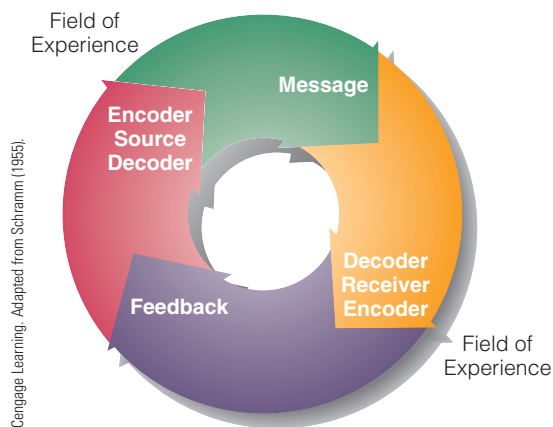 Field of
Experience
Message
Encoder
Source
Decoder
Decoder
Receiver
Encoder
Feedback
Field of
Experience
Cengage Learning. Adapted from Schramm (1955).